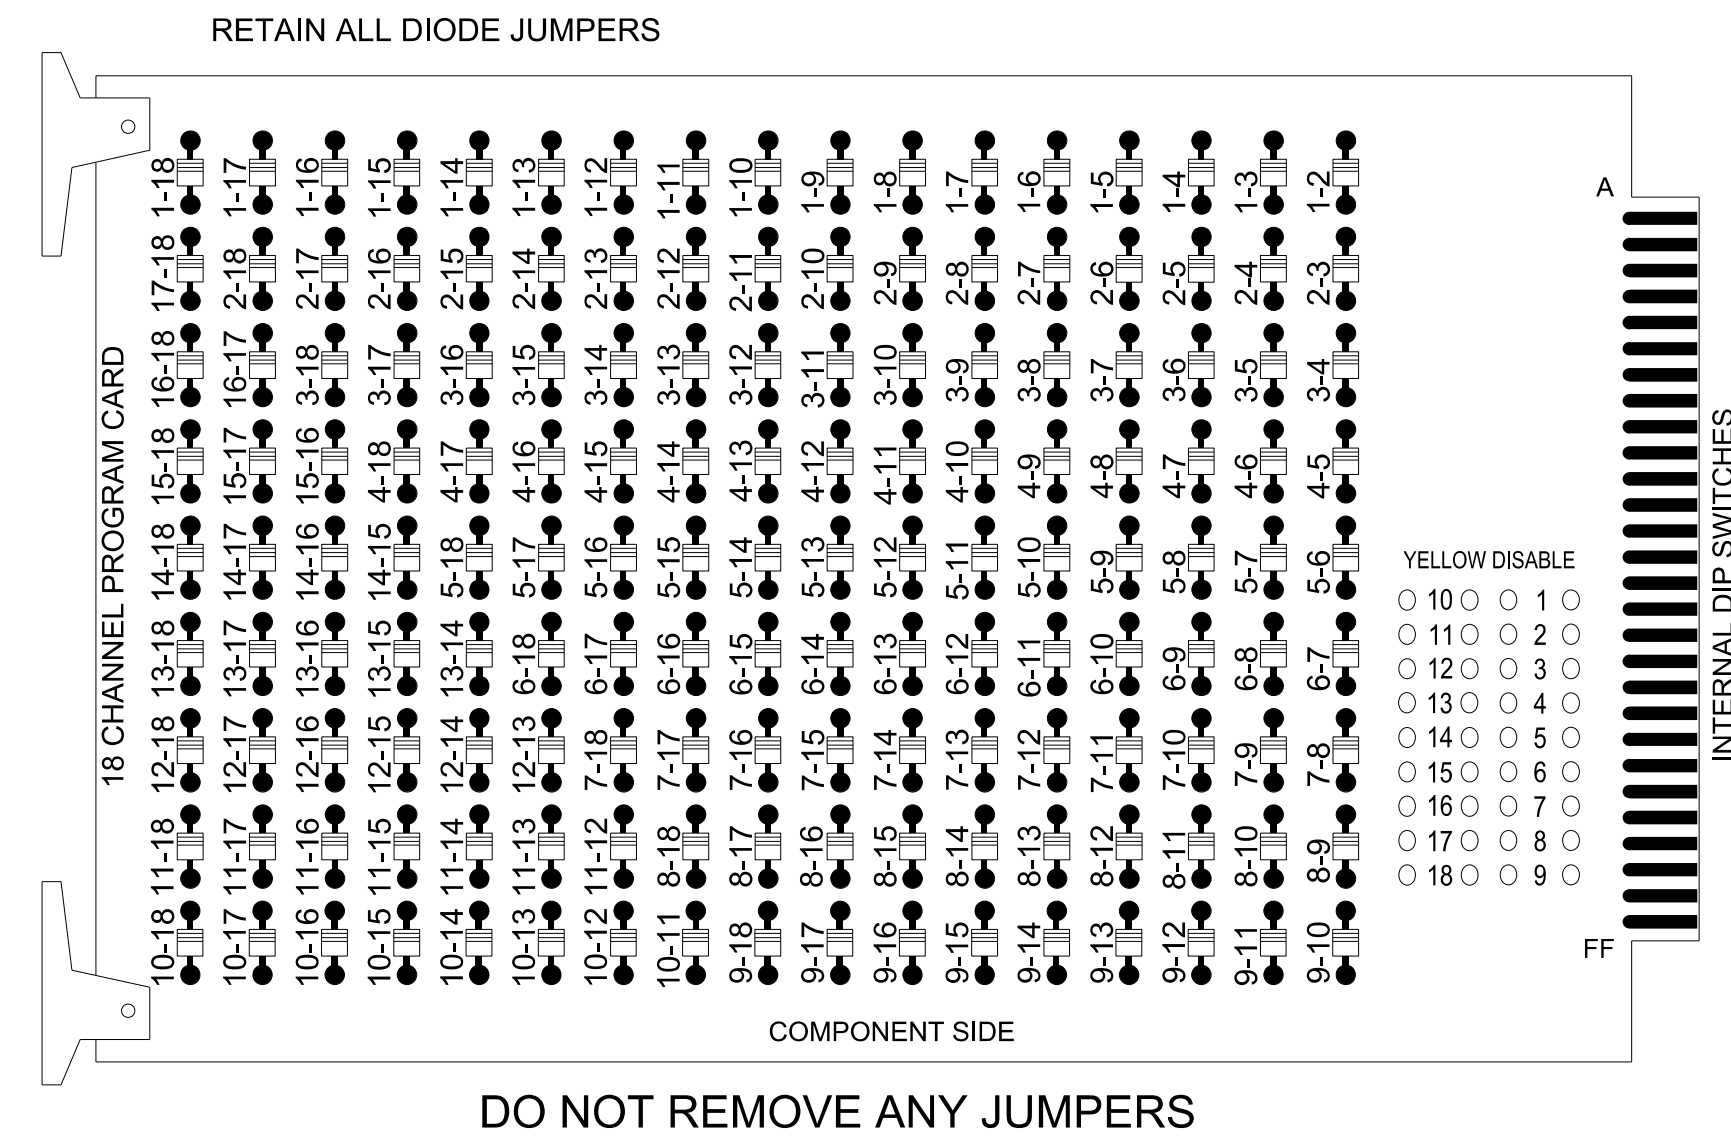 RETAIN ALL DIODE JUMPERS
18 CHANNEL PROGRAM CARD
1-18 1-17 1-16 1-15 1-14 1-13 1-12 1-11 1-10 1-9 1-8 1-7 1-6 1-5 1-4 1-3 1-2
17-18 2-18 2-17 2-16 2-15 2-14 2-13 2-12 2-11 2-10 2-9 2-8 2-7 2-6 2-5 2-4 2-3
16-18 16-17 3-18 3-17 3-16 3-15 3-14 3-13 3-12 3-11 3-10 3-9 3-8 3-7 3-6 3-5 3-4
15-18 15-17 15-16 4-18 4-17 4-16 4-15 4-14 4-13 4-12 4-11 4-10 4-9 4-8 4-7 4-6 4-5
14-18 14-17 14-16 14-15 5-18 5-17 5-16 5-15 5-14 5-13 5-12 5-11 5-10 5-9 5-8 5-7 5-6
13-18 13-17 13-16 13-15 13-14 6-18 6-17 6-16 6-15 6-14 6-13 6-12 6-11 6-10 6-9 6-8 6-7
12-18 12-17 12-16 12-15 12-14 12-13 7-18 7-17 7-16 7-15 7-14 7-13 7-12 7-11 7-10 7-9 7-8
11-18 11-17 11-16 11-15 11-14 11-13 11-12 8-18 8-17 8-16 8-15 8-14 8-13 8-12 8-11 8-10 8-9
10-18 10-17 10-16 10-15 10-14 10-13 10-12 10-11 9-18 9-17 9-16 9-15 9-14 9-13 9-12 9-11 9-10
YELLOW DISABLE
10 1
11 2
12 3
13 4
14 5
15 6
16 7
17 8
18 9
A
FF
INTERNAL DIP SWITCHES
COMPONENT SIDE
DO NOT REMOVE ANY JUMPERS